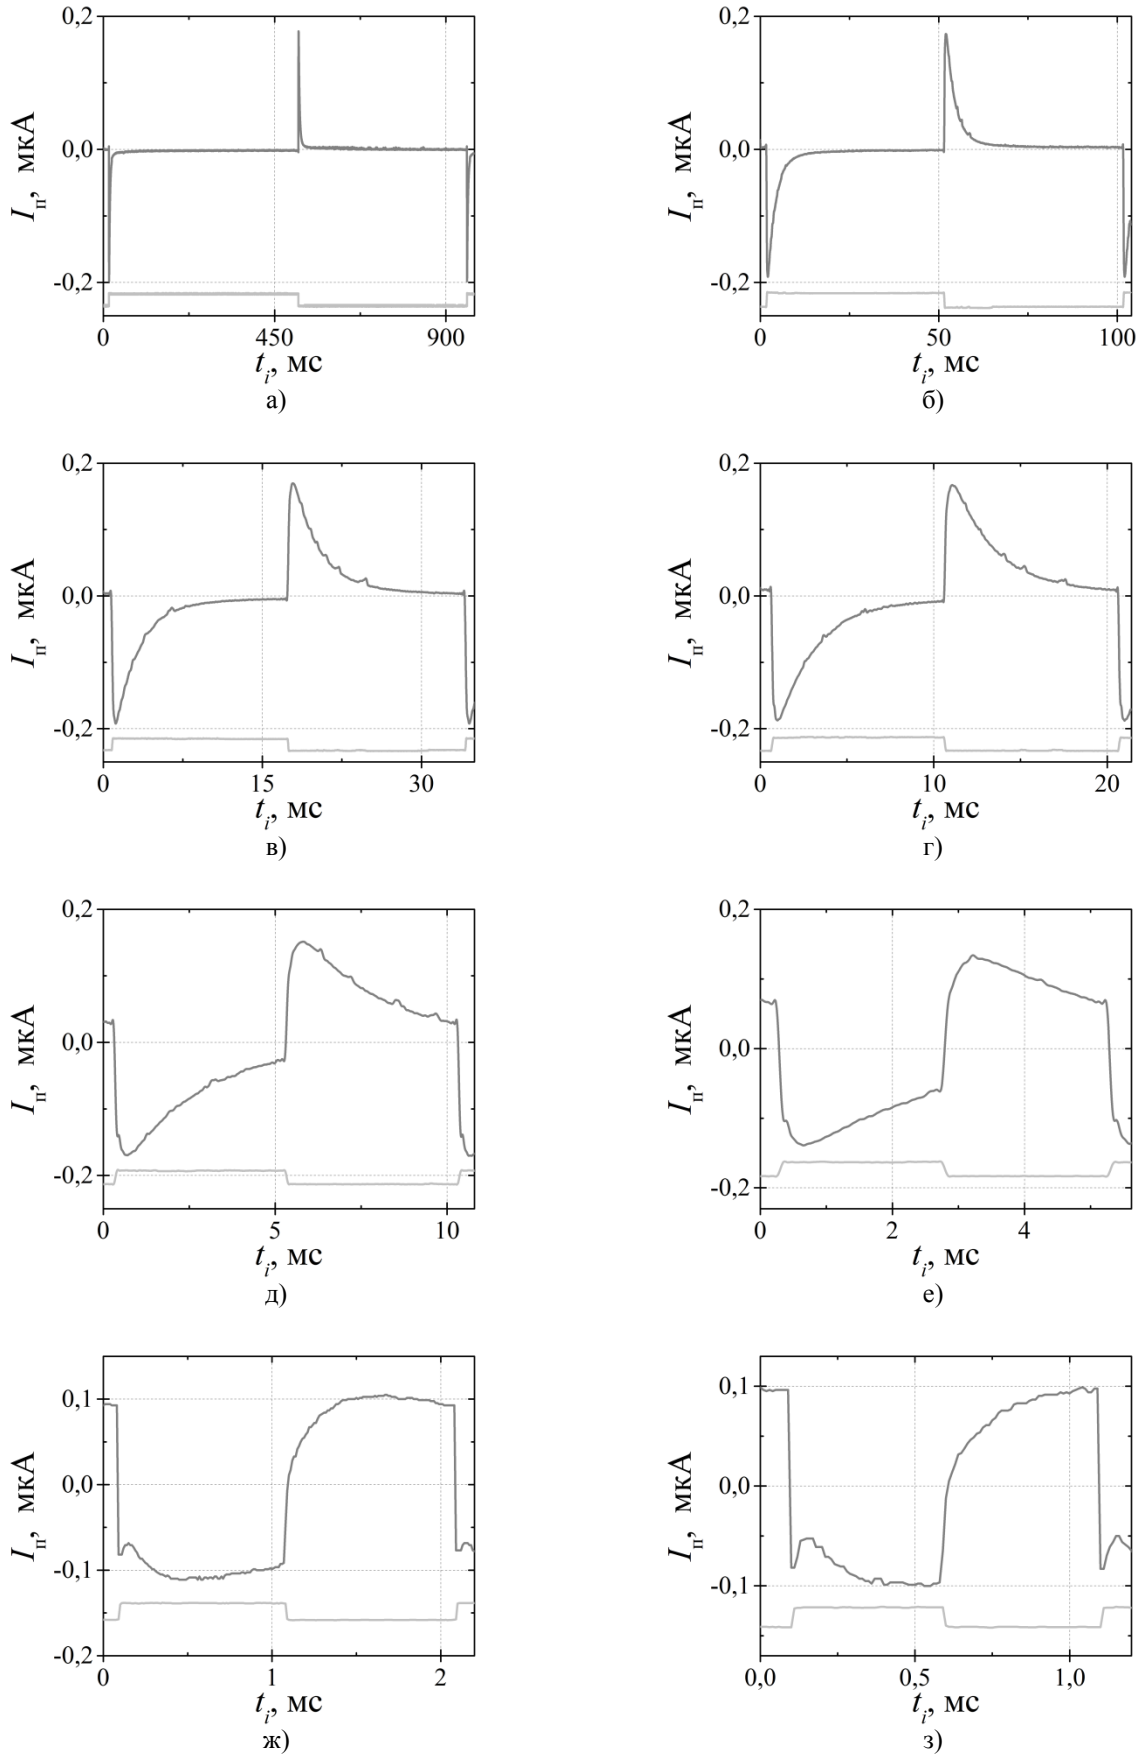 0,2
0,0
-0,2
I_п, мкА
0 450 900
t_i, мс
а)
0,2
0,0
-0,2
I_п, мкА
0 50 100
t_i, мс
б)
0,2
0,0
-0,2
I_п, мкА
0 15 30
t_i, мс
в)
0,2
0,0
-0,2
I_п, мкА
0 10 20
t_i, мс
г)
0,2
0,0
-0,2
I_п, мкА
0 5 10
t_i, мс
д)
0,2
0,0
-0,2
I_п, мкА
0 2 4
t_i, мс
е)
0,1
0,0
-0,1
-0,2
I_п, мкА
0 1 2
t_i, мс
ж)
0,1
0,0
-0,1
I_п, мкА
0,0 0,5 1,0
t_i, мс
з)